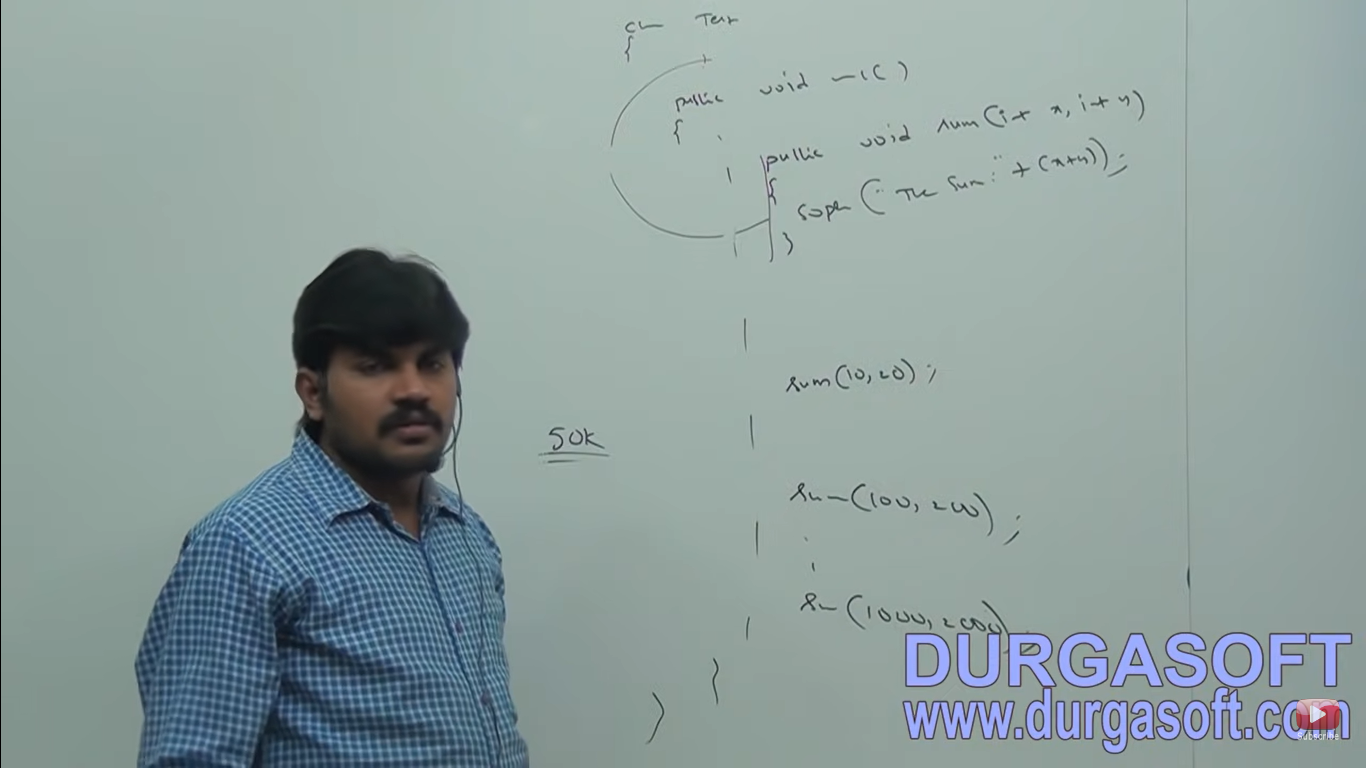 Test
{
public void m1( )
{
public void sum(int x, int y)
{
sopln ("The Sum:" + (x+y));
}
sum(10,20);
50K
sum(100,200);
sum(1000,2000);
}
}
DURGASOFT
www.durgasoft.com
Subscribe